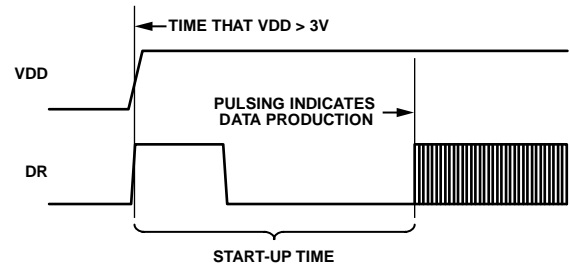 TIME THAT VDD > 3V
VDD
PULSING INDICATES
DATA PRODUCTION
DR
START-UP TIME